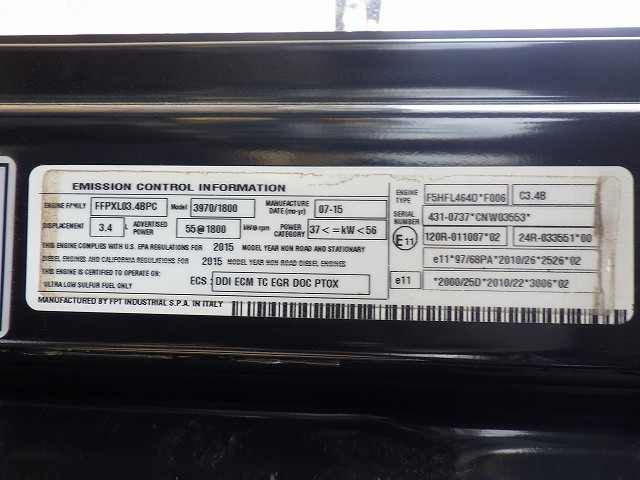 EMISSION CONTROL INFORMATION
ENGINE FAMILY FFPXL03.4BPC MODEL 3970/1800 MANUFACTURE DATE (mo-yr) 07-15
DISPLACEMENT 3.4 L ADVERTISED POWER 55@1800 kW@rpm POWER CATEGORY 37<=kW<56
THIS ENGINE COMPLIES WITH U.S. EPA REGULATIONS FOR 2015 MODEL YEAR NON ROAD AND STATIONARY
DIESEL ENGINES AND CALIFORNIA REGULATIONS FOR 2015 MODEL YEAR NON ROAD DIESEL ENGINES.
THIS ENGINE IS CERTIFIED TO OPERATE ON:
ULTRA LOW SULFUR FUEL ONLY ECS : DDI ECM TC EGR DOC PTOX
MANUFACTURED BY FPT INDUSTRIAL S.P.A. IN ITALY
ENGINE TYPE F5HFL464D*F006 C3.4B
SERIAL NUMBER 431-0737*CNW03553*
E11 120R-011007*02 24R-033551*00
e11*97/68PA*2010/26*2526*02
e11 *2000/25D*2010/22*3006*02